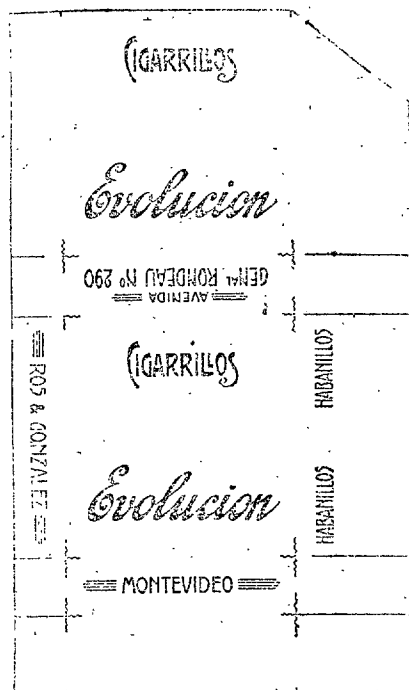 CIGARRILLOS
Evolucion
AVENIDA
GENAL RONDEAU Nº 290
CIGARRILLOS
Evolucion
MONTEVIDEO
ROS & GONZALEZ
HABANILLOS
HABANILLOS